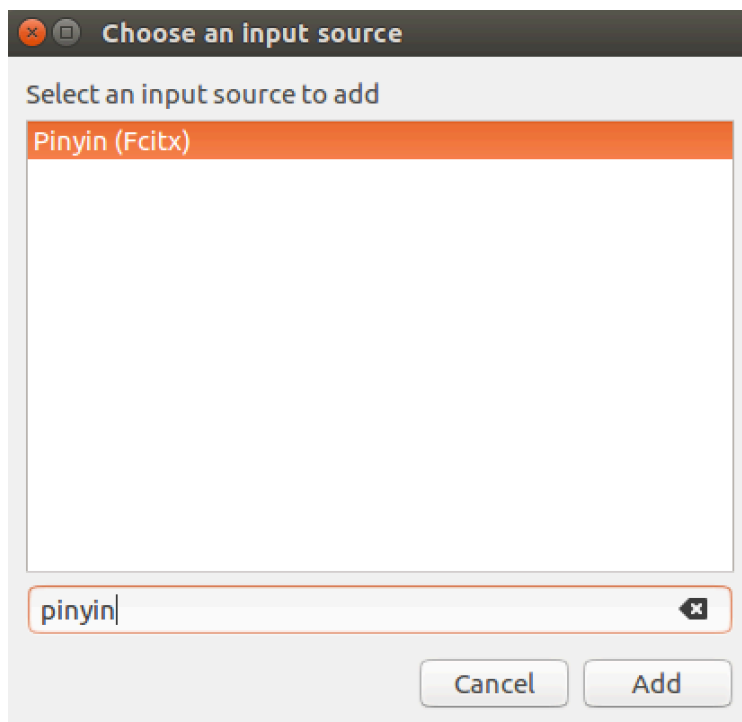 Choose an input source
Select an input source to add
Pinyin (Fcitx)
pinyin
Cancel Add